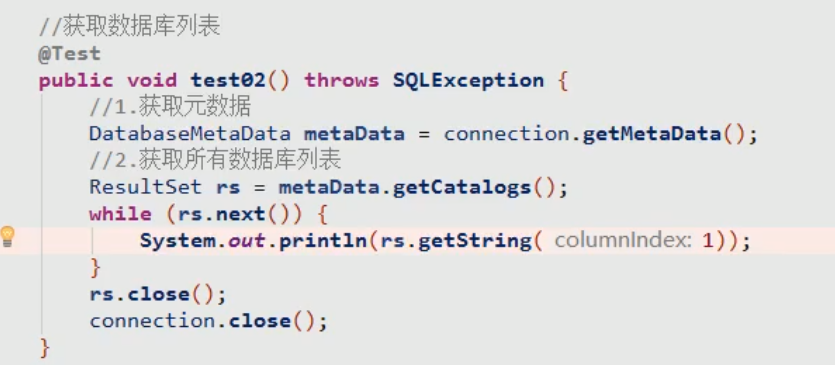 //获取数据库列表
@Test
public void test02() throws SQLException {
//1.获取元数据
DatabaseMetaData metaData = connection.getMetaData();
//2.获取所有数据库列表
ResultSet rs = metaData.getCatalogs();
while (rs.next()) {
System.out.println(rs.getString( columnIndex: 1));
}
rs.close();
connection.close();
}